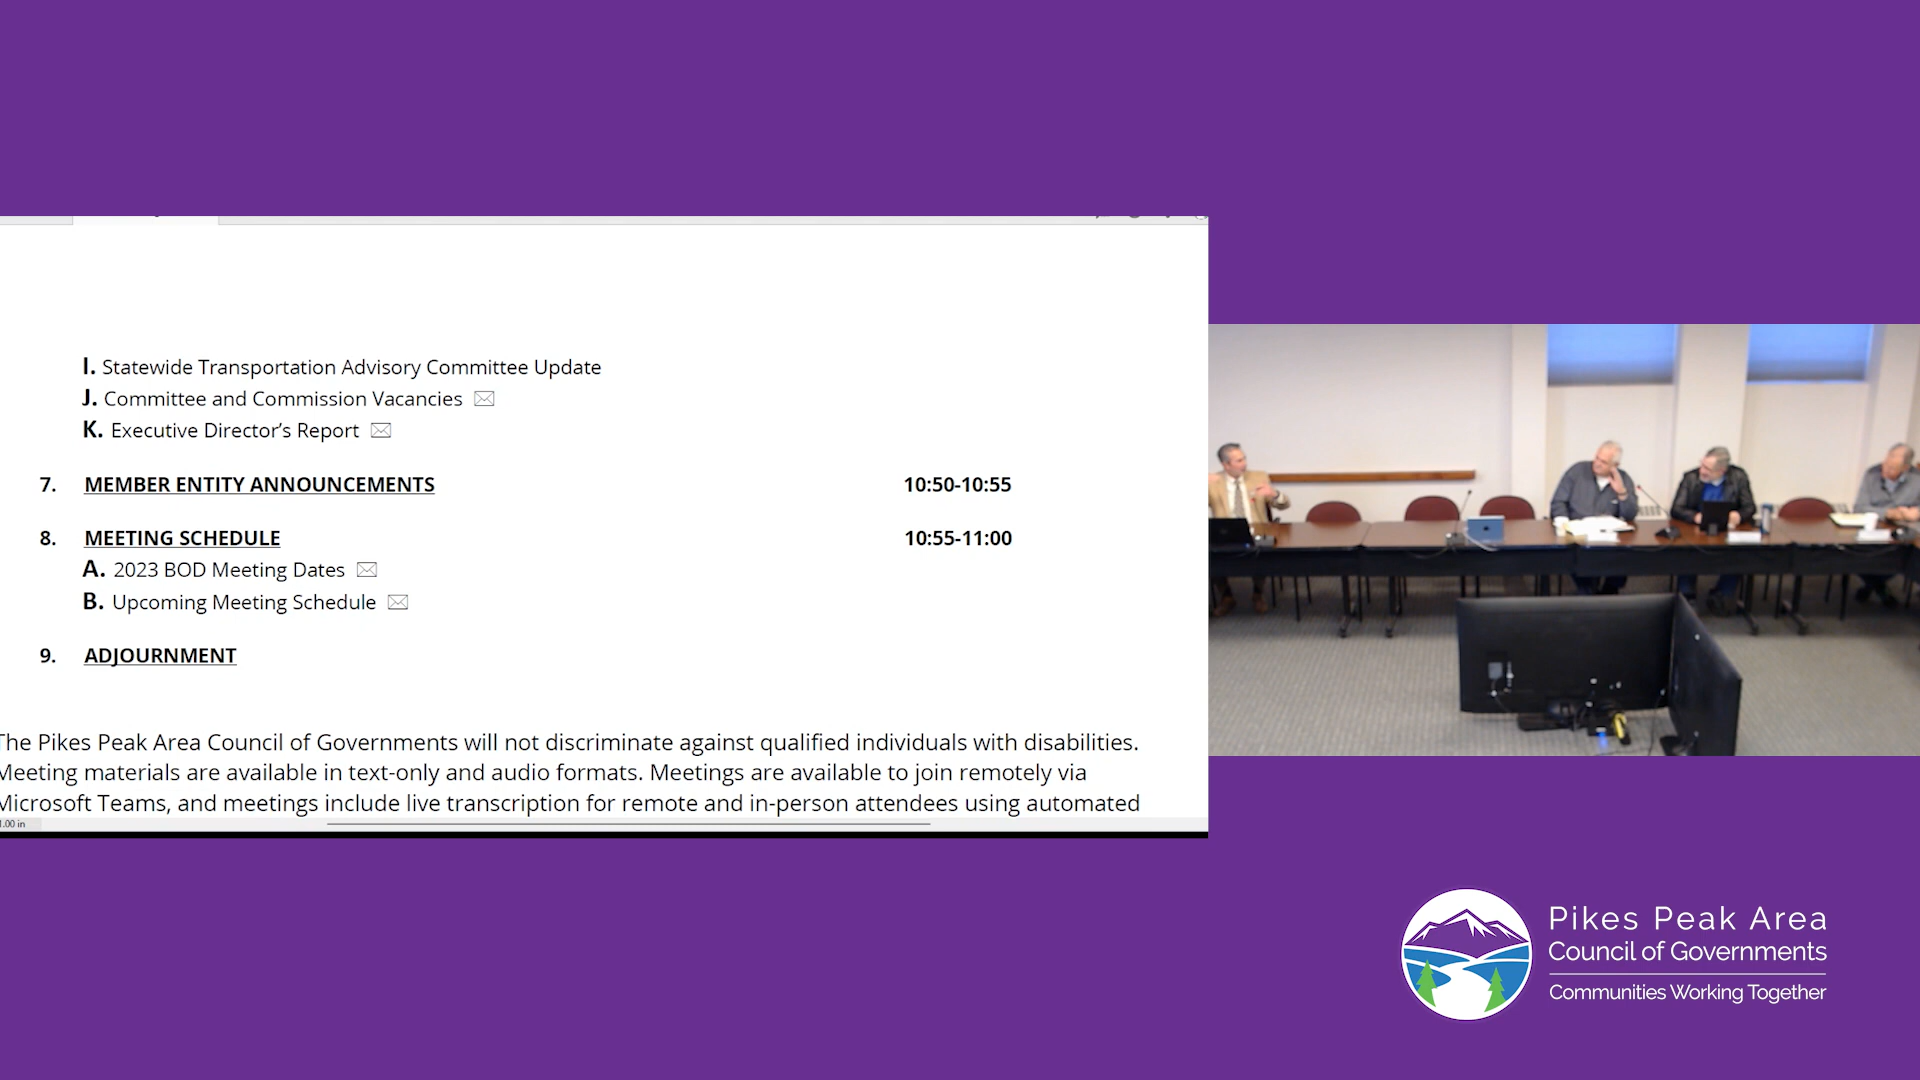 I. Statewide Transportation Advisory Committee Update
J. Committee and Commission Vacancies
K. Executive Director's Report
7. MEMBER ENTITY ANNOUNCEMENTS 10:50-10:55
8. MEETING SCHEDULE 10:55-11:00
A. 2023 BOD Meeting Dates
B. Upcoming Meeting Schedule
9. ADJOURNMENT
The Pikes Peak Area Council of Governments will not discriminate against qualified individuals with disabilities.
Meeting materials are available in text-only and audio formats. Meetings are available to join remotely via
Microsoft Teams, and meetings include live transcription for remote and in-person attendees using automated
1.00 in
Pikes Peak Area
Council of Governments
Communities Working Together